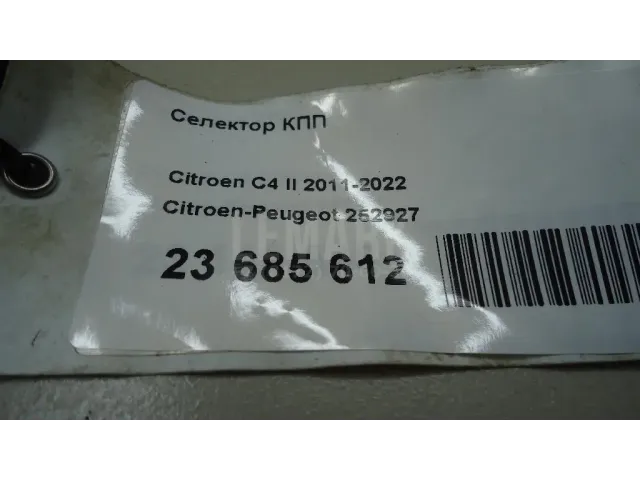 Селектор КПП
Citroen C4 II 2011-2022
Citroen-Peugeot 252927
23 685 612